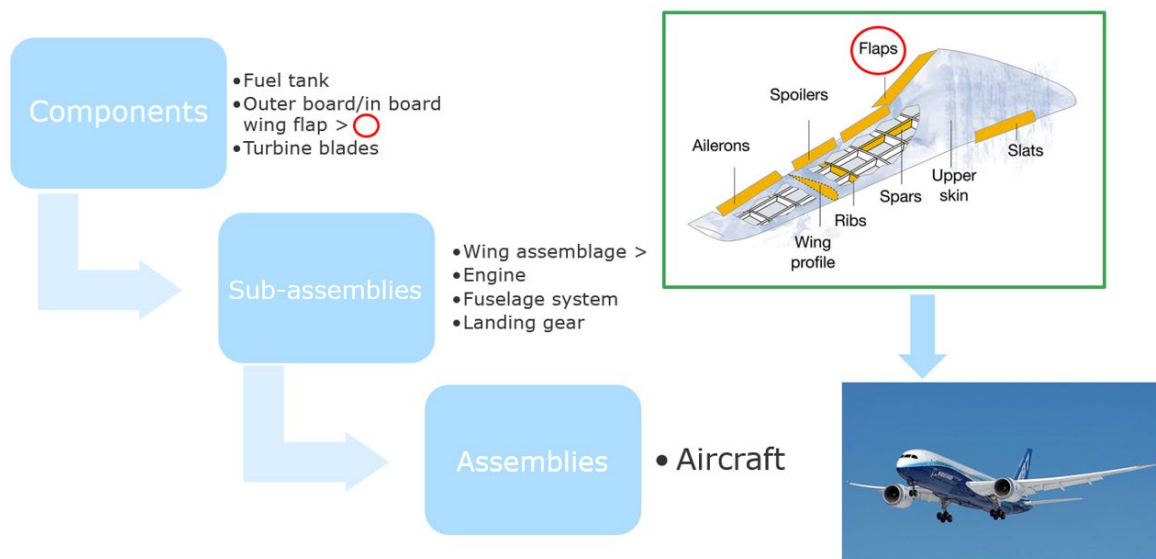 Components
•Fuel tank
•Outer board/in board
wing flap >
•Turbine blades
Sub-assemblies
•Wing assemblage >
•Engine
•Fuselage system
•Landing gear
Assemblies
• Aircraft
Flaps
Spoilers
Ailerons
Slats
Upper
skin
Spars
Ribs
Wing
profile